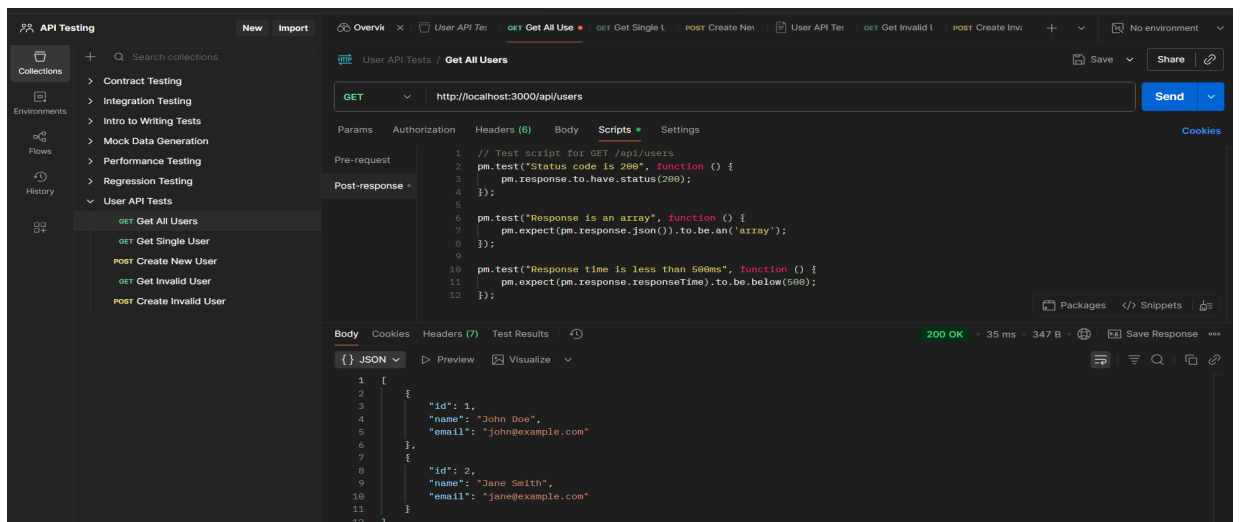 API Testing
New Import
Overvi
User API Te
GET Get All Use
GET Get Single U
POST Create Nev
User API Te
GET Get Invalid U
POST Create Inva
No environment
Collections
Environments
Flows
History
Search collections
Contract Testing
Integration Testing
Intro to Writing Tests
Mock Data Generation
Performance Testing
Regression Testing
User API Tests
GET Get All Users
GET Get Single User
POST Create New User
GET Get Invalid User
POST Create Invalid User
HTTP User API Tests / Get All Users
Save Share
GET http://localhost:3000/api/users
Send
Params Authorization Headers (6) Body Scripts Settings
Cookies
Pre-request
Post-response
1 // Test script for GET /api/users
2 pm.test("Status code is 200", function () {
3 pm.response.to.have.status(200);
4 });
5
6 pm.test("Response is an array", function () {
7 pm.expect(pm.response.json()).to.be.an('array');
8 });
9
10 pm.test("Response time is less than 500ms", function () {
11 pm.expect(pm.response.responseTime).to.be.below(500);
12 });
Packages </> Snippets
Body Cookies Headers (7) Test Results
200 OK 35 ms 347 B
e.g. Save Response
{} JSON Preview Visualize
1 [
2 {
3 "id": 1,
4 "name": "John Doe",
5 "email": "john@example.com"
6 },
7 {
8 "id": 2,
9 "name": "Jane Smith",
10 "email": "jane@example.com"
11 }
12 ]